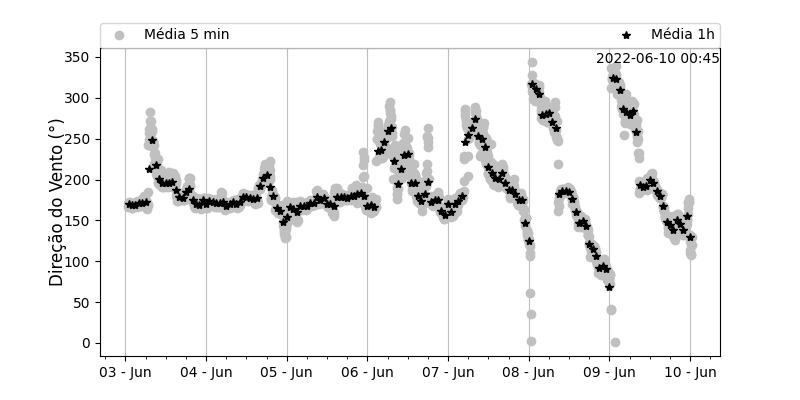 Média 5 min
Média 1h
2022-06-10 00:45
Direção do Vento (°)
350
300
250
200
150
100
50
0
03 - Jun
04 - Jun
05 - Jun
06 - Jun
07 - Jun
08 - Jun
09 - Jun
10 - Jun